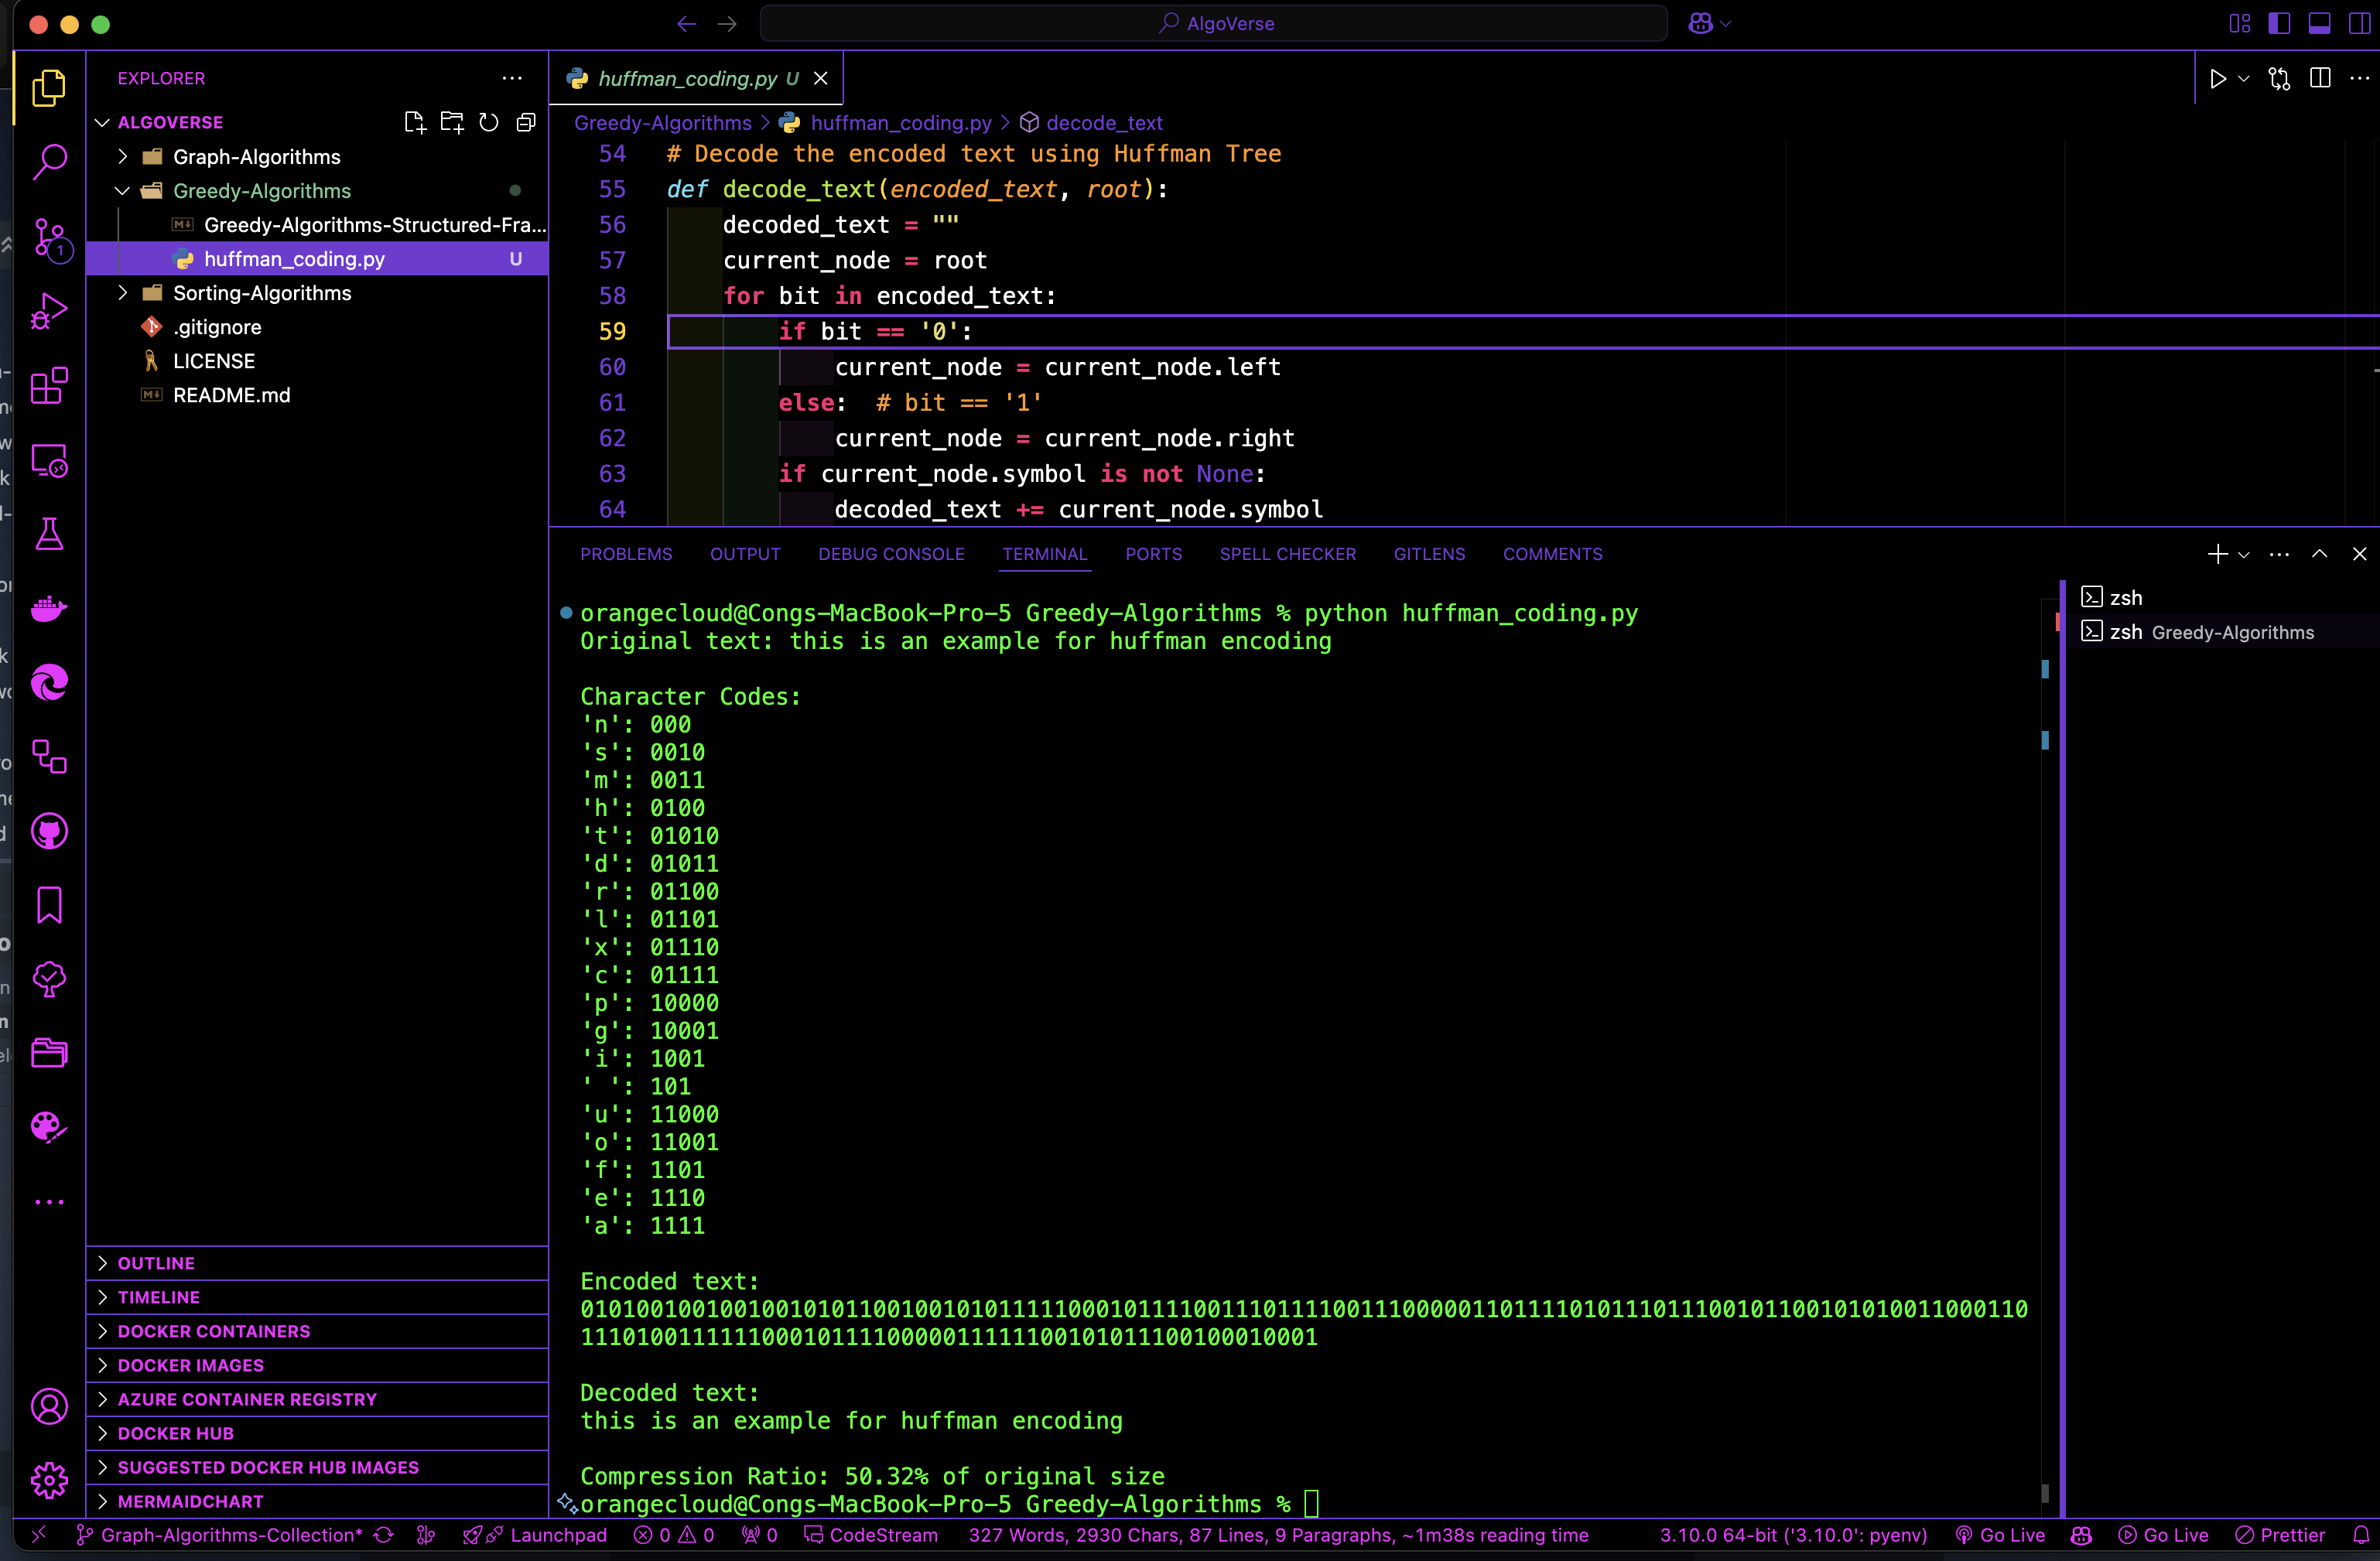 AlgoVerse
EXPLORER
ALGOVERSE
Graph-Algorithms
Greedy-Algorithms
Greedy-Algorithms-Structured-Fra...
huffman_coding.py U
Sorting-Algorithms
.gitignore
LICENSE
README.md
OUTLINE
TIMELINE
DOCKER CONTAINERS
DOCKER IMAGES
AZURE CONTAINER REGISTRY
DOCKER HUB
SUGGESTED DOCKER HUB IMAGES
MERMAIDCHART
1
huffman_coding.py U
Greedy-Algorithms > huffman_coding.py > decode_text
54 # Decode the encoded text using Huffman Tree
55 def decode_text(encoded_text, root):
56 decoded_text = ""
57 current_node = root
58 for bit in encoded_text:
59 if bit == '0':
60 current_node = current_node.left
61 else:  # bit == '1'
62 current_node = current_node.right
63 if current_node.symbol is not None:
64 decoded_text += current_node.symbol
PROBLEMS OUTPUT DEBUG CONSOLE TERMINAL PORTS SPELL CHECKER GITLENS COMMENTS
orangecloud@Congs-MacBook-Pro-5 Greedy-Algorithms % python huffman_coding.py
Original text: this is an example for huffman encoding
Character Codes:
'n': 000
's': 0010
'm': 0011
'h': 0100
't': 01010
'd': 01011
'r': 01100
'l': 01101
'x': 01110
'c': 01111
'p': 10000
'g': 10001
'i': 1001
' ': 101
'u': 11000
'o': 11001
'f': 1101
'e': 1110
'a': 1111
Encoded text:
Decoded text:
this is an example for huffman encoding
Compression Ratio: 50.32% of original size
orangecloud@Congs-MacBook-Pro-5 Greedy-Algorithms %
zsh
zsh Greedy-Algorithms
Graph-Algorithms-Collection* Launchpad 0 0 0 CodeStream 327 Words, 2930 Chars, 87 Lines, 9 Paragraphs, ~1m38s reading time 3.10.0 64-bit ('3.10.0': pyenv) Go Live Go Live Prettier